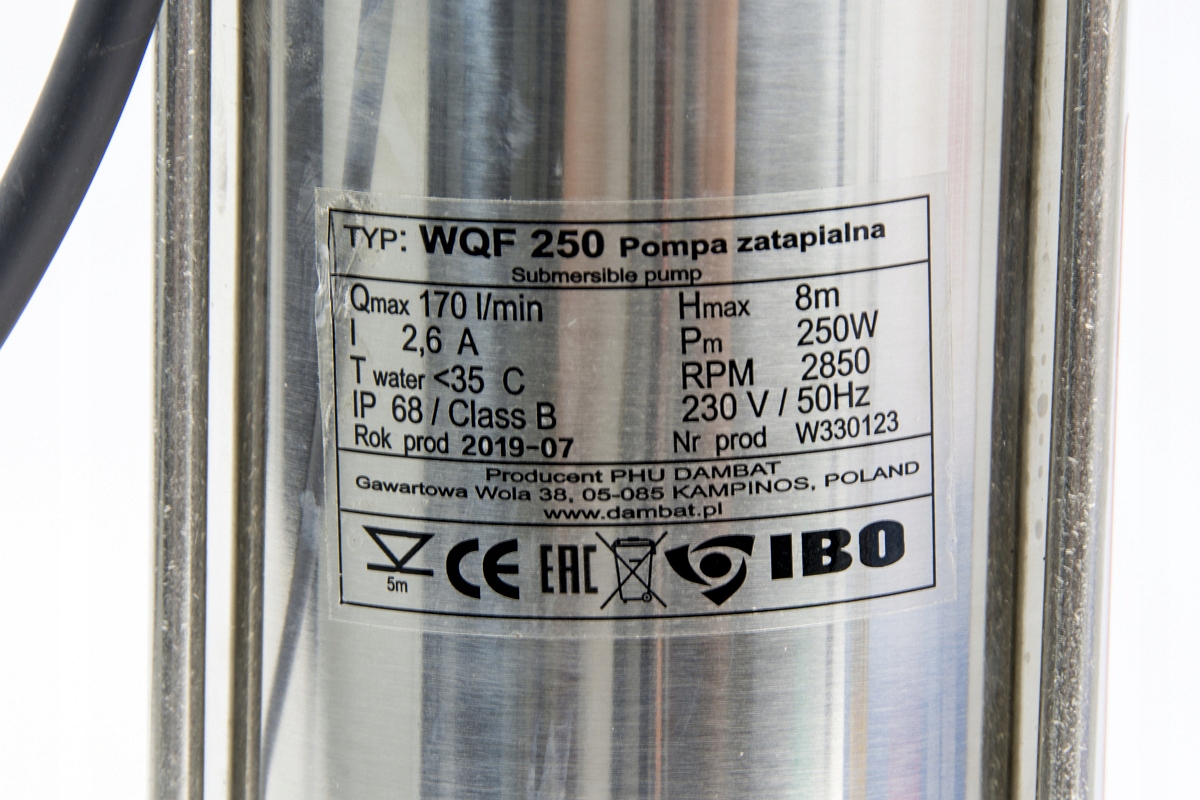 TYP: WQF 250 Pompa zatapialna
Submersible pump
Qmax 170 l/min Hmax 8m
I 2,6 A Pm 250W
T water <35 C RPM 2850
IP 68 / Class B 230 V / 50Hz
Rok prod 2019-07 Nr prod W330123
Producent PHU DAMBAT
Gawartowa Wola 38, 05-085 KAMPINOS, POLAND
www.dambat.pl
5m CE EAC IBO